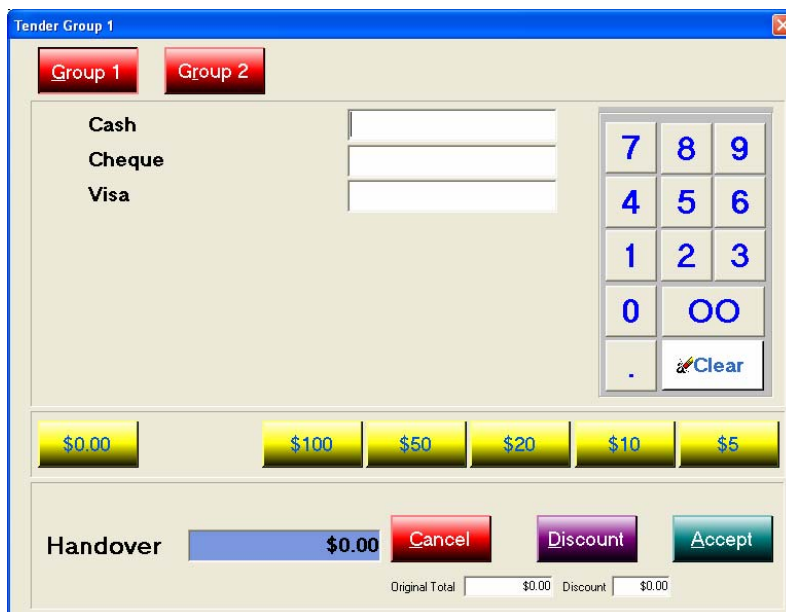 Tender Group 1
Group 1 Group 2
Cash
Cheque
Visa
7 8 9
4 5 6
1 2 3
0 OO
. Clear
$0.00 $100 $50 $20 $10 $5
Handover $0.00 Cancel Discount Accept
Original Total $0.00 Discount $0.00